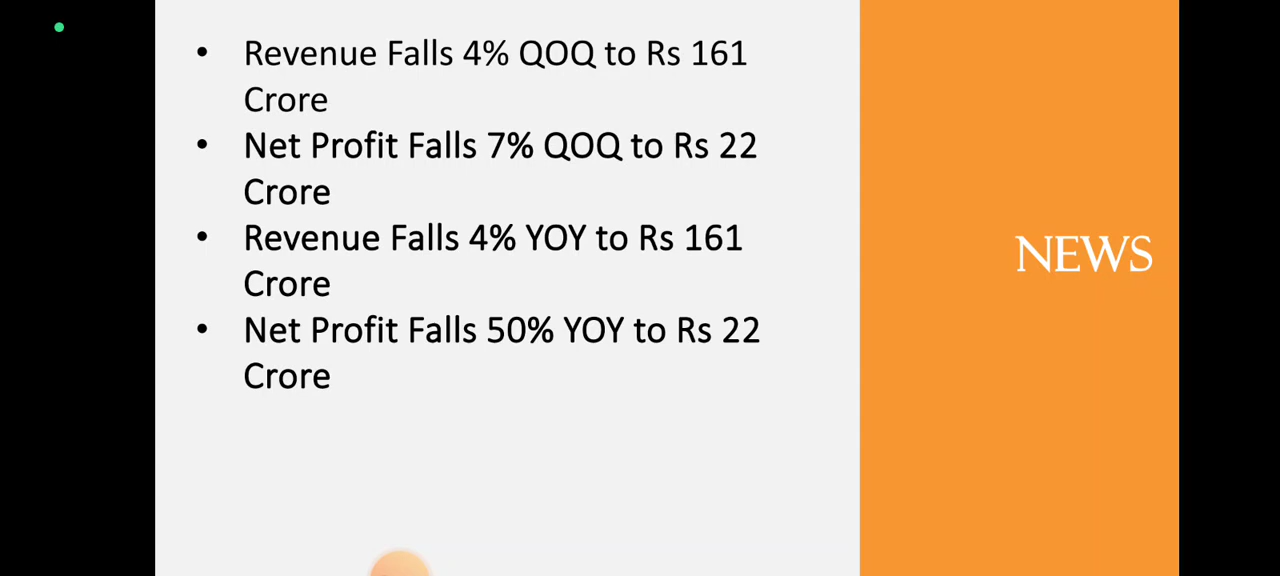 • Revenue Falls 4% QOQ to Rs 161
Crore
• Net Profit Falls 7% QOQ to Rs 22
Crore
• Revenue Falls 4% YOY to Rs 161
Crore
• Net Profit Falls 50% YOY to Rs 22
Crore
NEWS